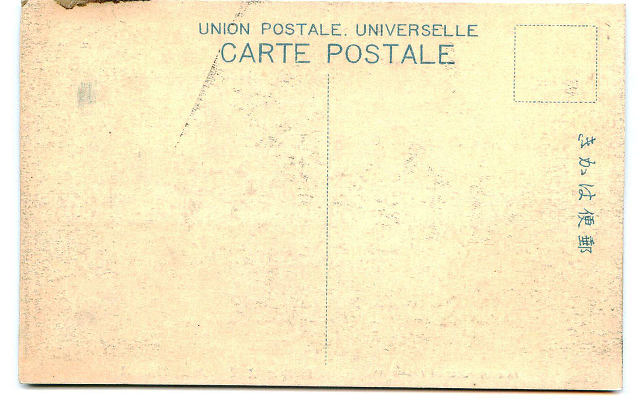 UNION POSTALE. UNIVERSELLE
CARTE POSTALE
郵便はかき